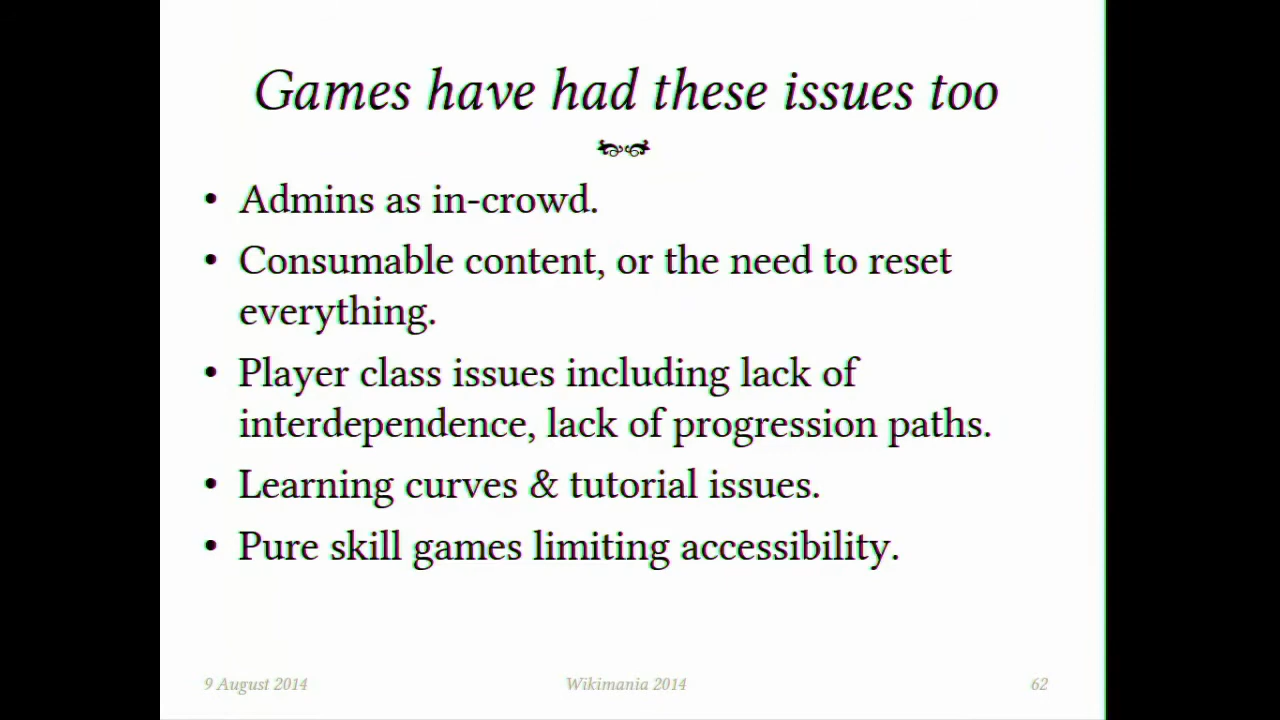 Games have had these issues too
• Admins as in-crowd.
• Consumable content, or the need to reset
everything.
• Player class issues including lack of
interdependence, lack of progression paths.
• Learning curves & tutorial issues.
• Pure skill games limiting accessibility.
9 August 2014 Wikimania 2014 62